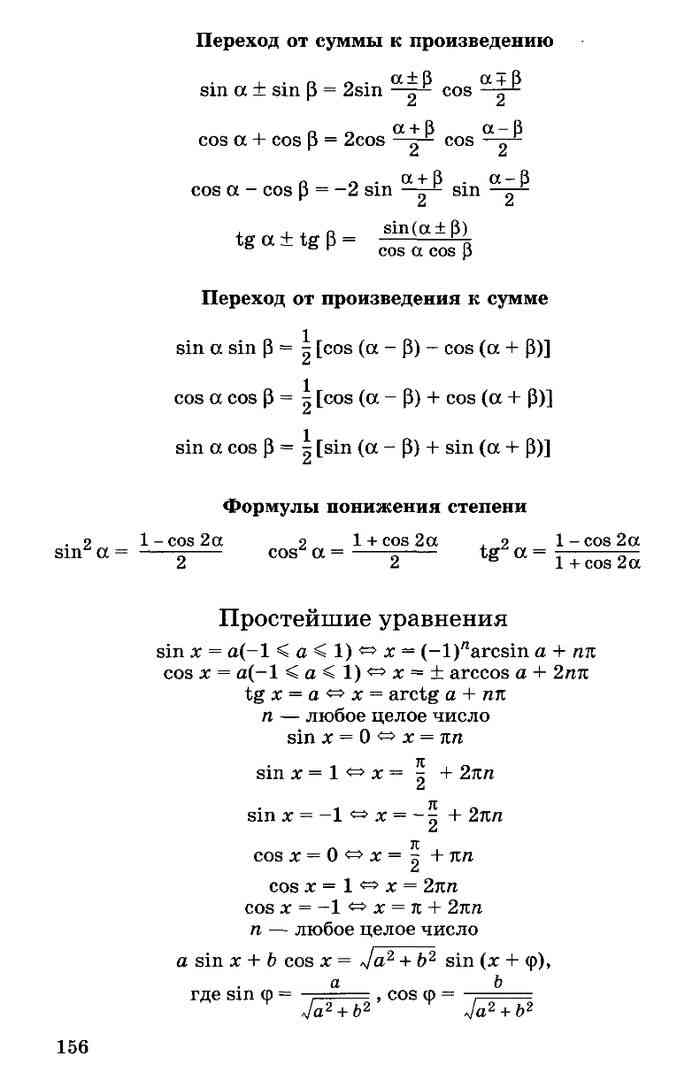 Переход от суммы к произведению
sin α ± sin β = 2sin (α ± β)/2 cos (α ∓ β)/2
cos α + cos β = 2cos (α + β)/2 cos (α − β)/2
cos α − cos β = −2 sin (α + β)/2 sin (α − β)/2
tg α ± tg β = sin(α ± β)/(cos α cos β)
Переход от произведения к сумме
sin α sin β = 1/2 [cos (α − β) − cos (α + β)]
cos α cos β = 1/2 [cos (α − β) + cos (α + β)]
sin α cos β = 1/2 [sin (α − β) + sin (α + β)]
Формулы понижения степени
sin² α = (1 − cos 2α)/2 cos² α = (1 + cos 2α)/2 tg² α = (1 − cos 2α)/(1 + cos 2α)
Простейшие уравнения
sin x = a(−1 ⩽ a ⩽ 1) ⇔ x = (−1)ⁿarcsin a + nπ
cos x = a(−1 ⩽ a ⩽ 1) ⇔ x = ± arccos a + 2nπ
tg x = a ⇔ x = arctg a + nπ
n — любое целое число
sin x = 0 ⇔ x = πn
sin x = 1 ⇔ x = π/2 + 2πn
sin x = −1 ⇔ x = −π/2 + 2πn
cos x = 0 ⇔ x = π/2 + πn
cos x = 1 ⇔ x = 2πn
cos x = −1 ⇔ x = π + 2πn
n — любое целое число
a sin x + b cos x = √(a² + b²) sin (x + φ),
где sin φ = a/√(a² + b²), cos φ = b/√(a² + b²)
156